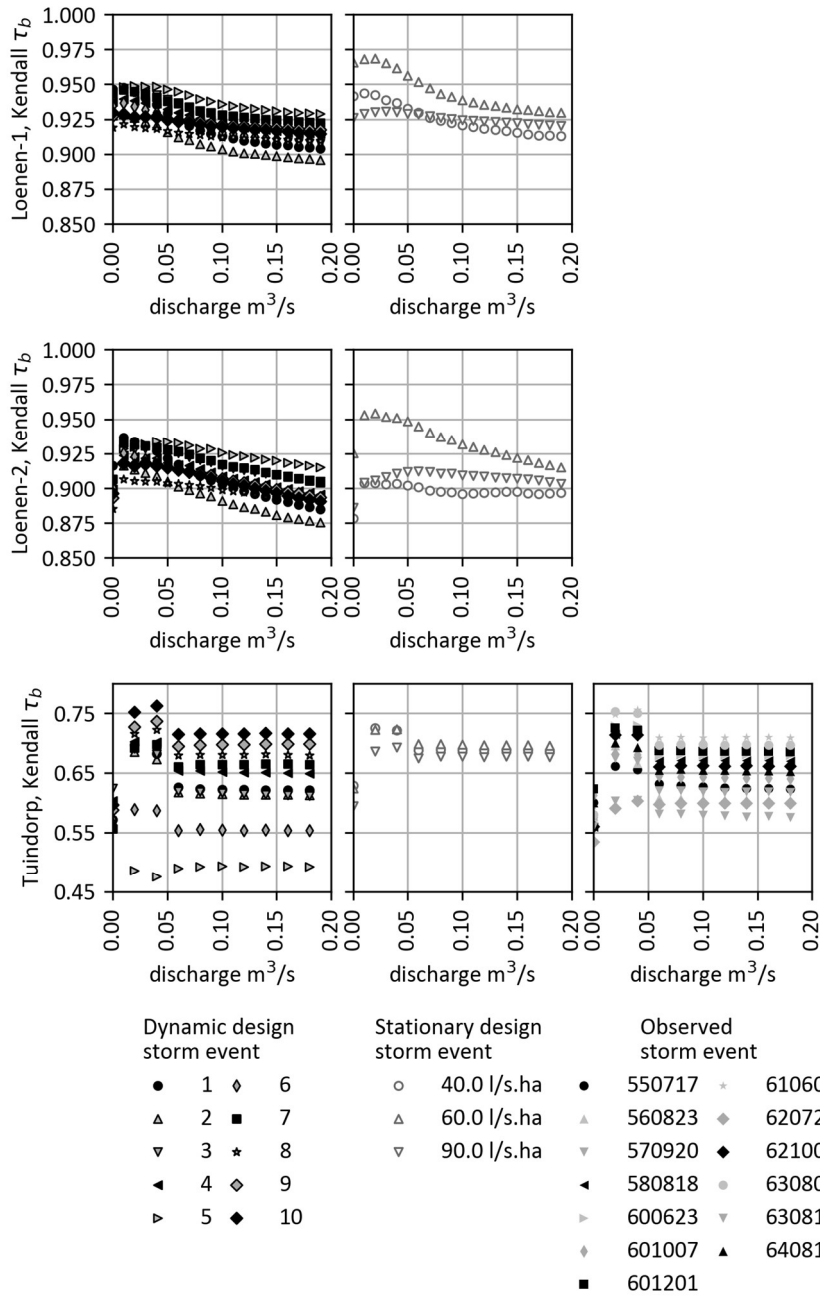 Loenen-1, Kendall τb
1.000
0.975
0.950
0.925
0.900
0.875
0.850
0.00 0.05 0.10 0.15 0.20
discharge m³/s
0.00 0.05 0.10 0.15 0.20
discharge m³/s
Loenen-2, Kendall τb
1.000
0.975
0.950
0.925
0.900
0.875
0.850
0.00 0.05 0.10 0.15 0.20
discharge m³/s
0.00 0.05 0.10 0.15 0.20
discharge m³/s
Tuindorp, Kendall τb
0.75
0.65
0.55
0.45
0.00 0.05 0.10 0.15 0.20
discharge m³/s
0.00 0.05 0.10 0.15 0.20
discharge m³/s
0.00 0.05 0.10 0.15 0.20
discharge m³/s
Dynamic design
storm event
1 6
2 7
3 8
4 9
5 10
Stationary design
storm event
40.0 l/s.ha
60.0 l/s.ha
90.0 l/s.ha
Observed
storm event
550717 61060
560823 62072
570920 62100
580818 63080
600623 63081
601007 64081
601201